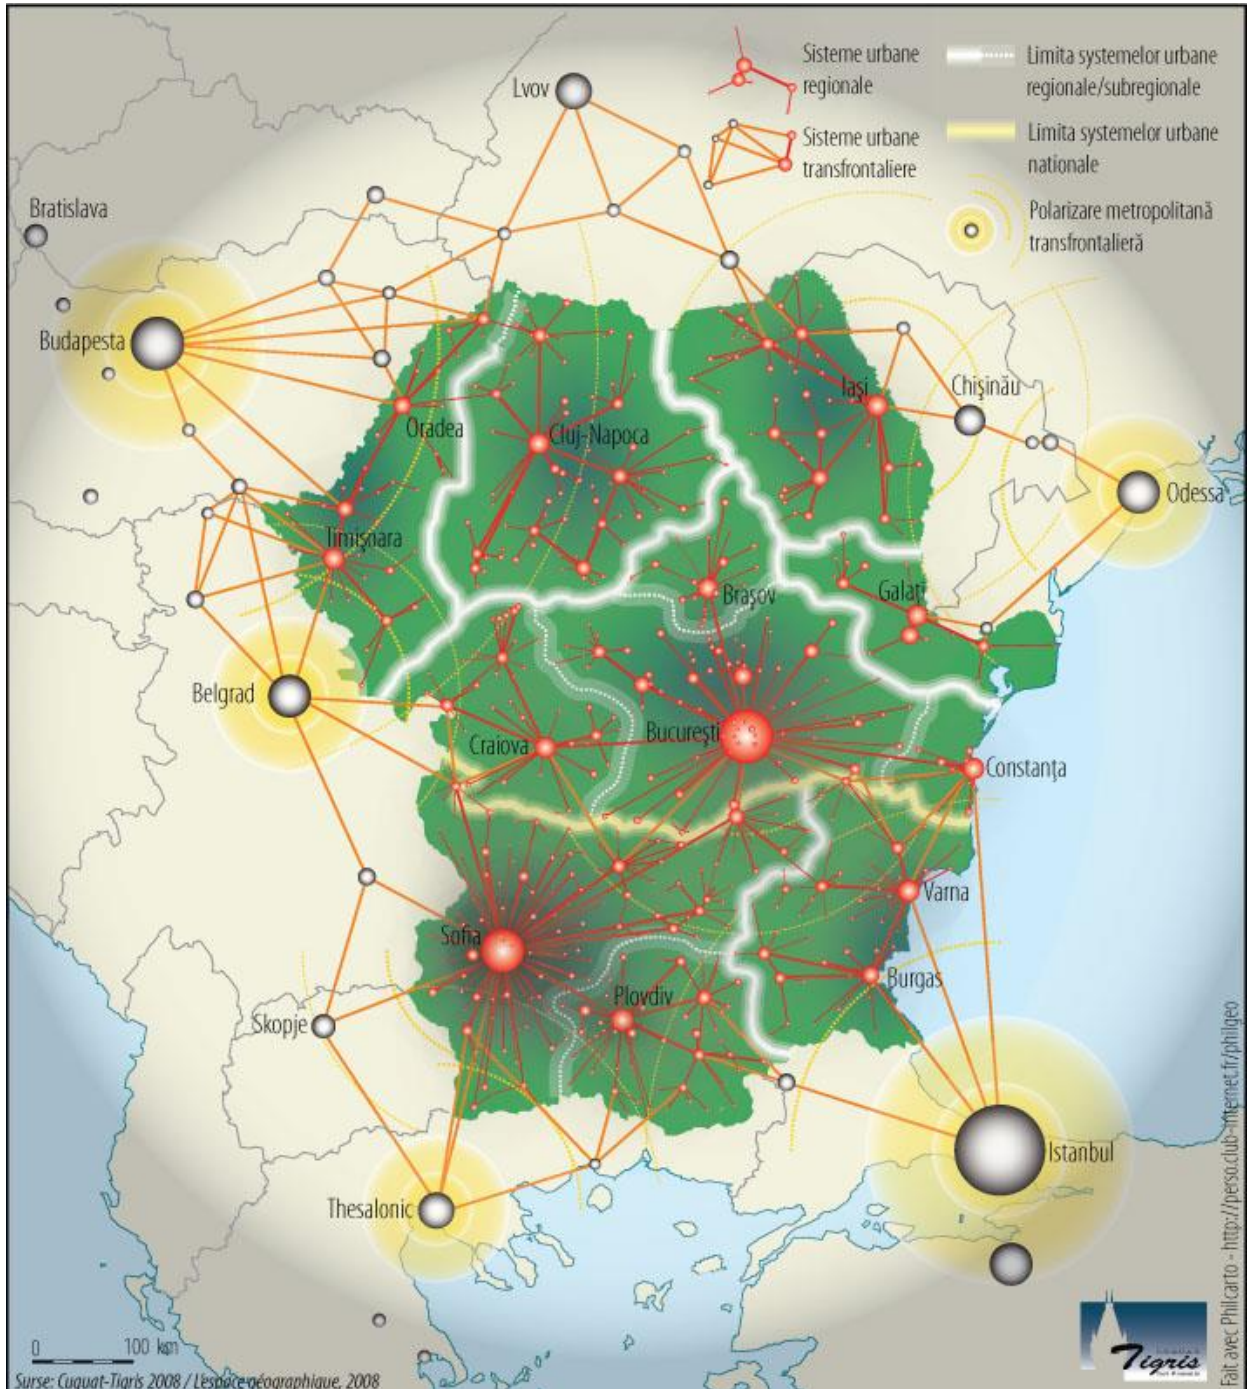 Sisteme urbane
regionale
Sisteme urbane
transfrontaliere
Limita systemelor urbane
regionale/subregionale
Limita systemelor urbane
nationale
Polarizare metropolitană
transfrontalieră
Lvov
Bratislava
Budapesta
Iași
Chişinău
Oradea
Cluj-Napoca
Odessa
Timişoara
Braşov
Galaţi
Belgrad
Bucureşti
Craiova
Constanţa
Varna
Sofia
Burgas
Plovdiv
Skopje
Istanbul
Thesalonic
0 100 km
Surse: Cuguat-Tigris 2008 / L'espace géographique, 2008
Fait avec Philcarto - http://perso.club-internet.fr/philgeo
Tigris